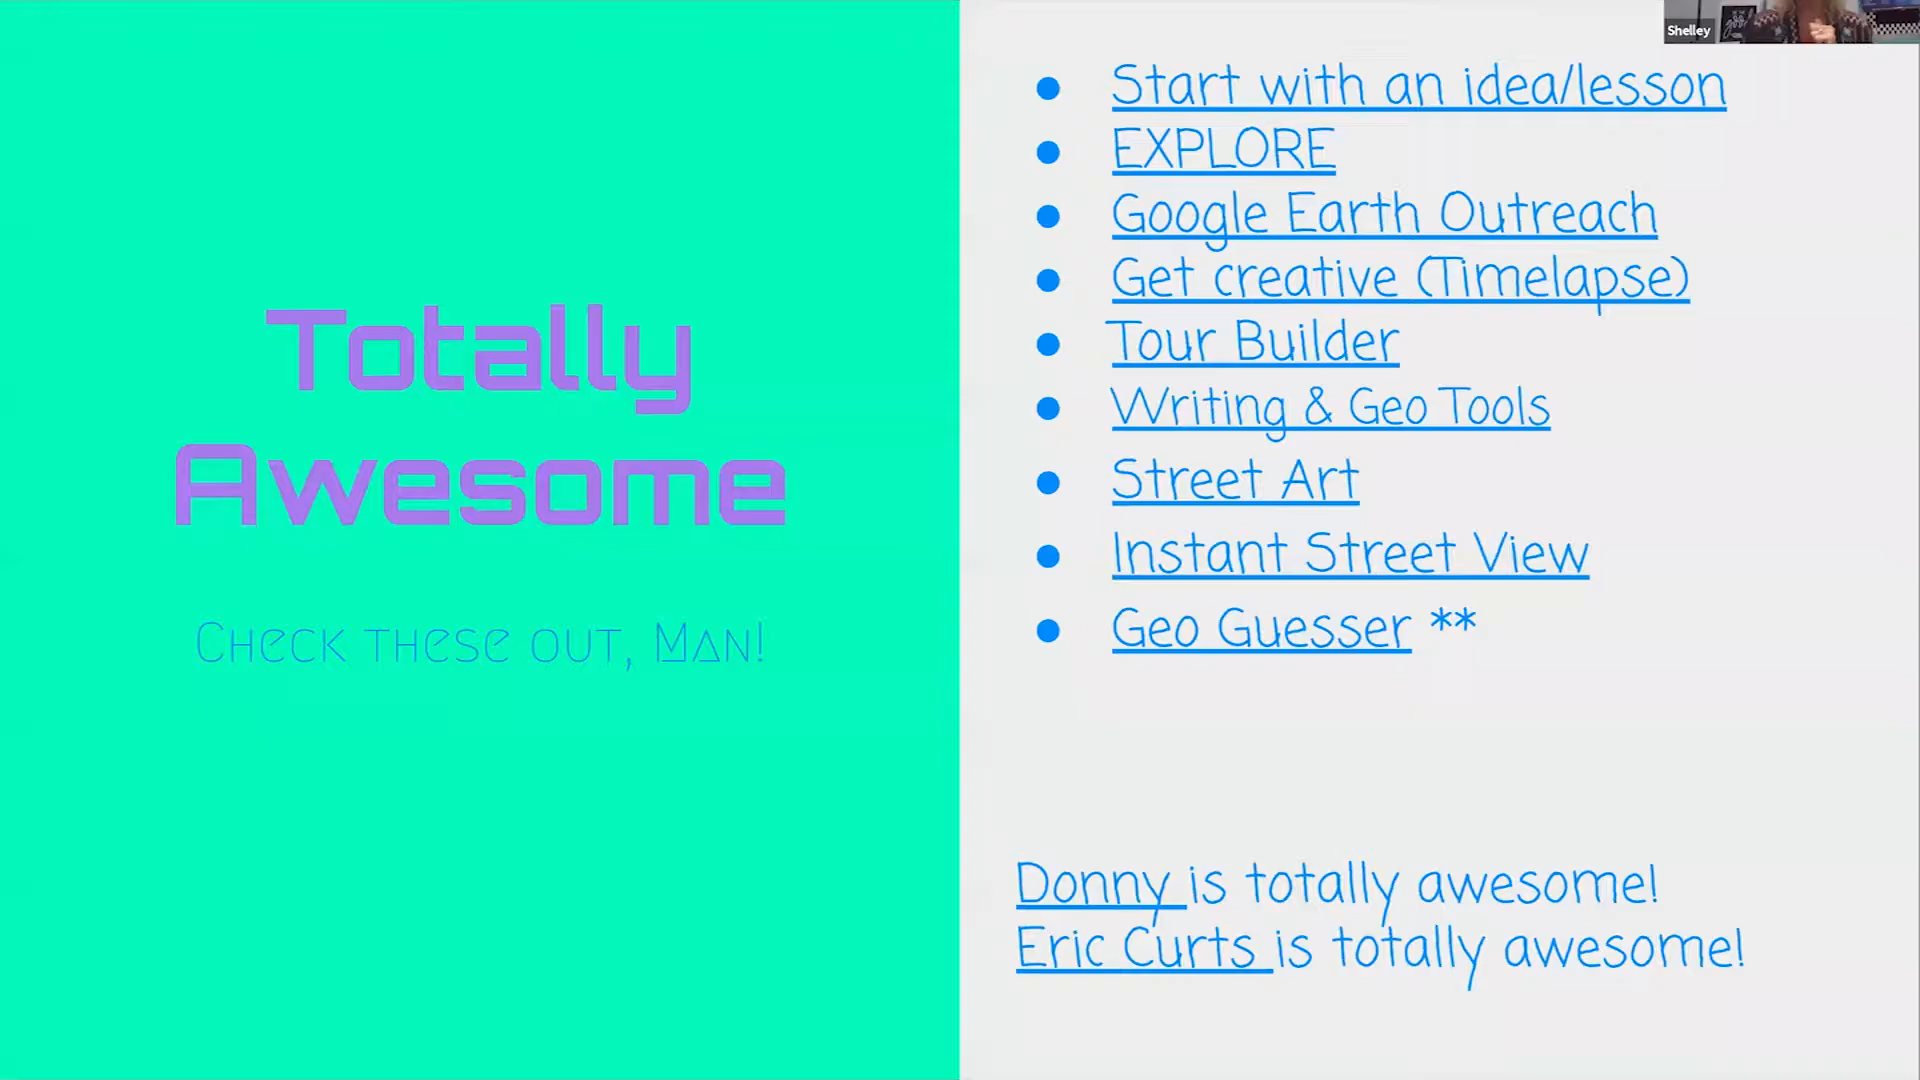 Shelley
Totally
Awesome
Check these out, Man!
Start with an idea/lesson
EXPLORE
Google Earth Outreach
Get creative (Timelapse)
Tour Builder
Writing & Geo Tools
Street Art
Instant Street View
Geo Guesser **
Donny is totally awesome!
Eric Curts is totally awesome!